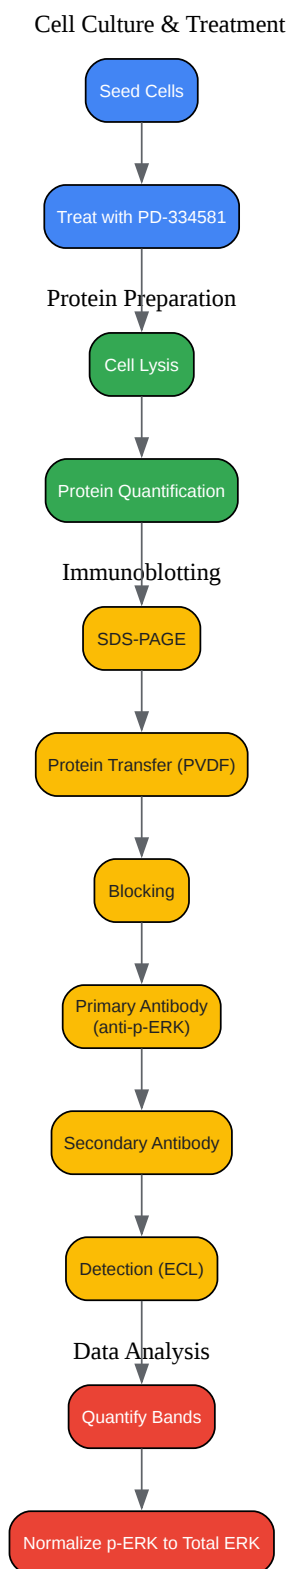 Cell Culture & Treatment
Seed Cells
Treat with PD-334581
Protein Preparation
Cell Lysis
Protein Quantification
Immunoblotting
SDS-PAGE
Protein Transfer (PVDF)
Blocking
Primary Antibody
(anti-p-ERK)
Secondary Antibody
Detection (ECL)
Data Analysis
Quantify Bands
Normalize p-ERK to Total ERK